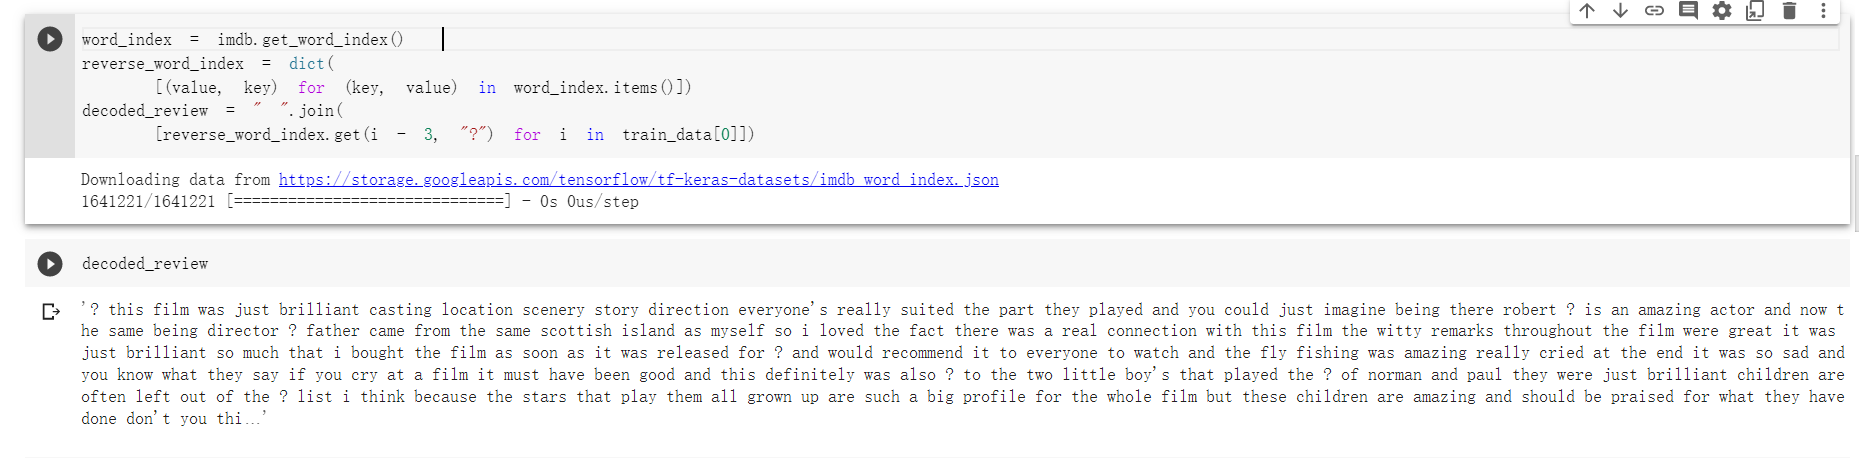 word_index = imdb.get_word_index()
reverse_word_index = dict(
[(value, key) for (key, value) in word_index.items()])
decoded_review = " ".join(
[reverse_word_index.get(i - 3, "?") for i in train_data[0]])
Downloading data from https://storage.googleapis.com/tensorflow/tf-keras-datasets/imdb_word_index.json
1641221/1641221 [==============================] - 0s 0us/step
decoded_review
'? this film was just brilliant casting location scenery story direction everyone's really suited the part they played and you could just imagine being there robert ? is an amazing actor and now t
he same being director ? father came from the same scottish island as myself so i loved the fact there was a real connection with this film the witty remarks throughout the film were great it was
just brilliant so much that i bought the film as soon as it was released for ? and would recommend it to everyone to watch and the fly fishing was amazing really cried at the end it was so sad and
you know what they say if you cry at a film it must have been good and this definitely was also ? to the two little boy's that played the ? of norman and paul they were just brilliant children are
often left out of the ? list i think because the stars that play them all grown up are such a big profile for the whole film but these children are amazing and should be praised for what they have
done don't you thi…'